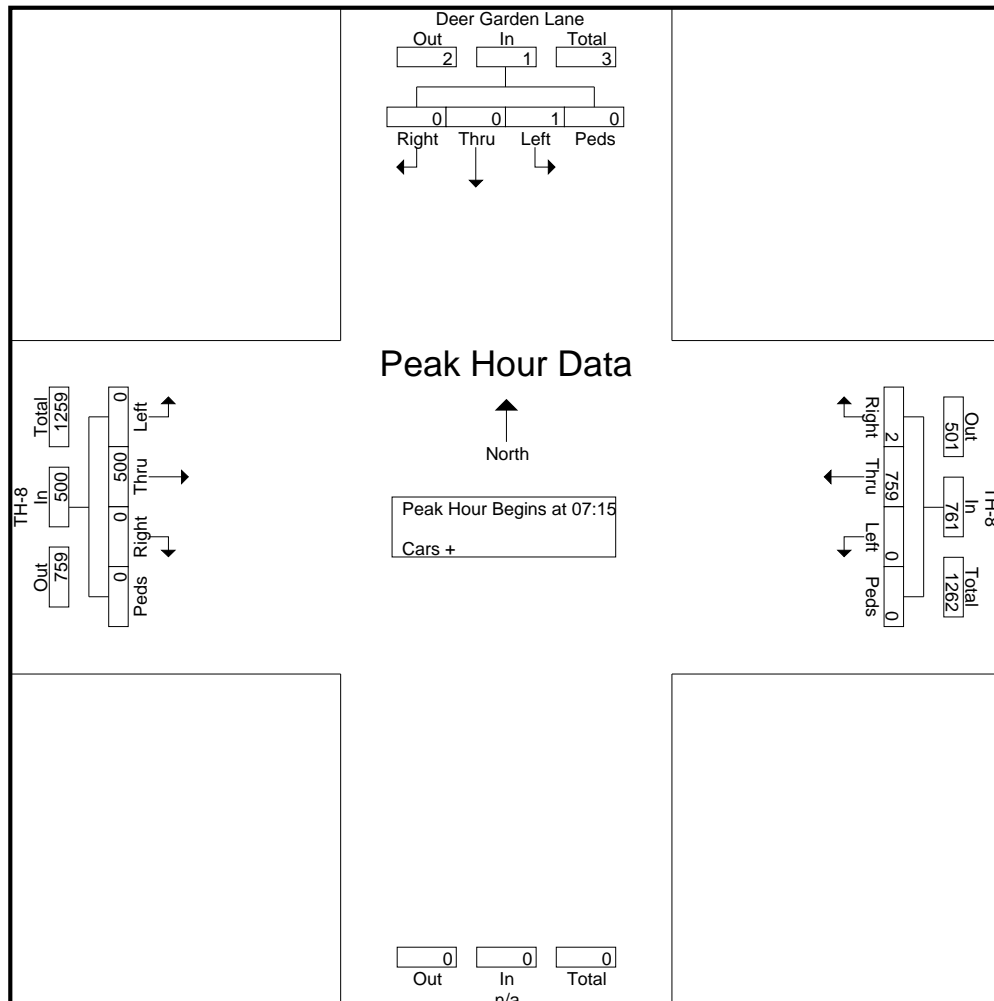 Deer Garden Lane
Out In Total
2 1 3
0 0 1 0
Right Thru Left Peds
Peak Hour Data
North
Peak Hour Begins at 07:15
Cars +
TH-8
Total In Out
1259 500 759
0 500 0 0
Left Thru Right Peds
Right Thru Left Peds
2 759 0 0
Out In Total
501 761 1262
TH-8
0 0 0
Out In Total
n/a